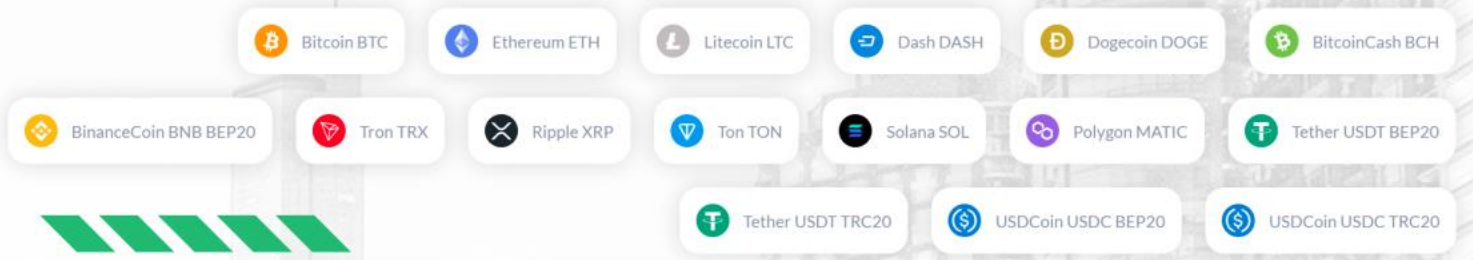 Bitcoin BTC
Ethereum ETH
Litecoin LTC
Dash DASH
Dogecoin DOGE
BitcoinCash BCH
BinanceCoin BNB BEP20
Tron TRX
Ripple XRP
Ton TON
Solana SOL
Polygon MATIC
Tether USDT BEP20
Tether USDT TRC20
USDCoin USDC BEP20
USDCoin USDC TRC20